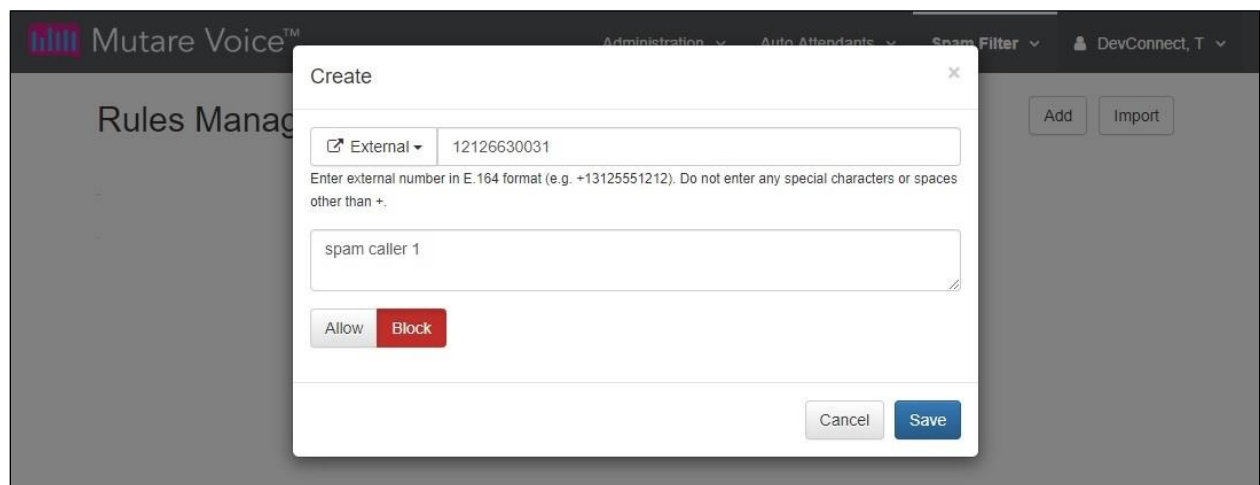 Mutare Voice™
Administration
Auto Attendants
Spam Filter
DevConnect, T
Create
×
Rules Manag
Add
Import
External
12126630031
Enter external number in E.164 format (e.g. +13125551212). Do not enter any special characters or spaces
other than +.
spam caller 1
Allow
Block
Cancel
Save